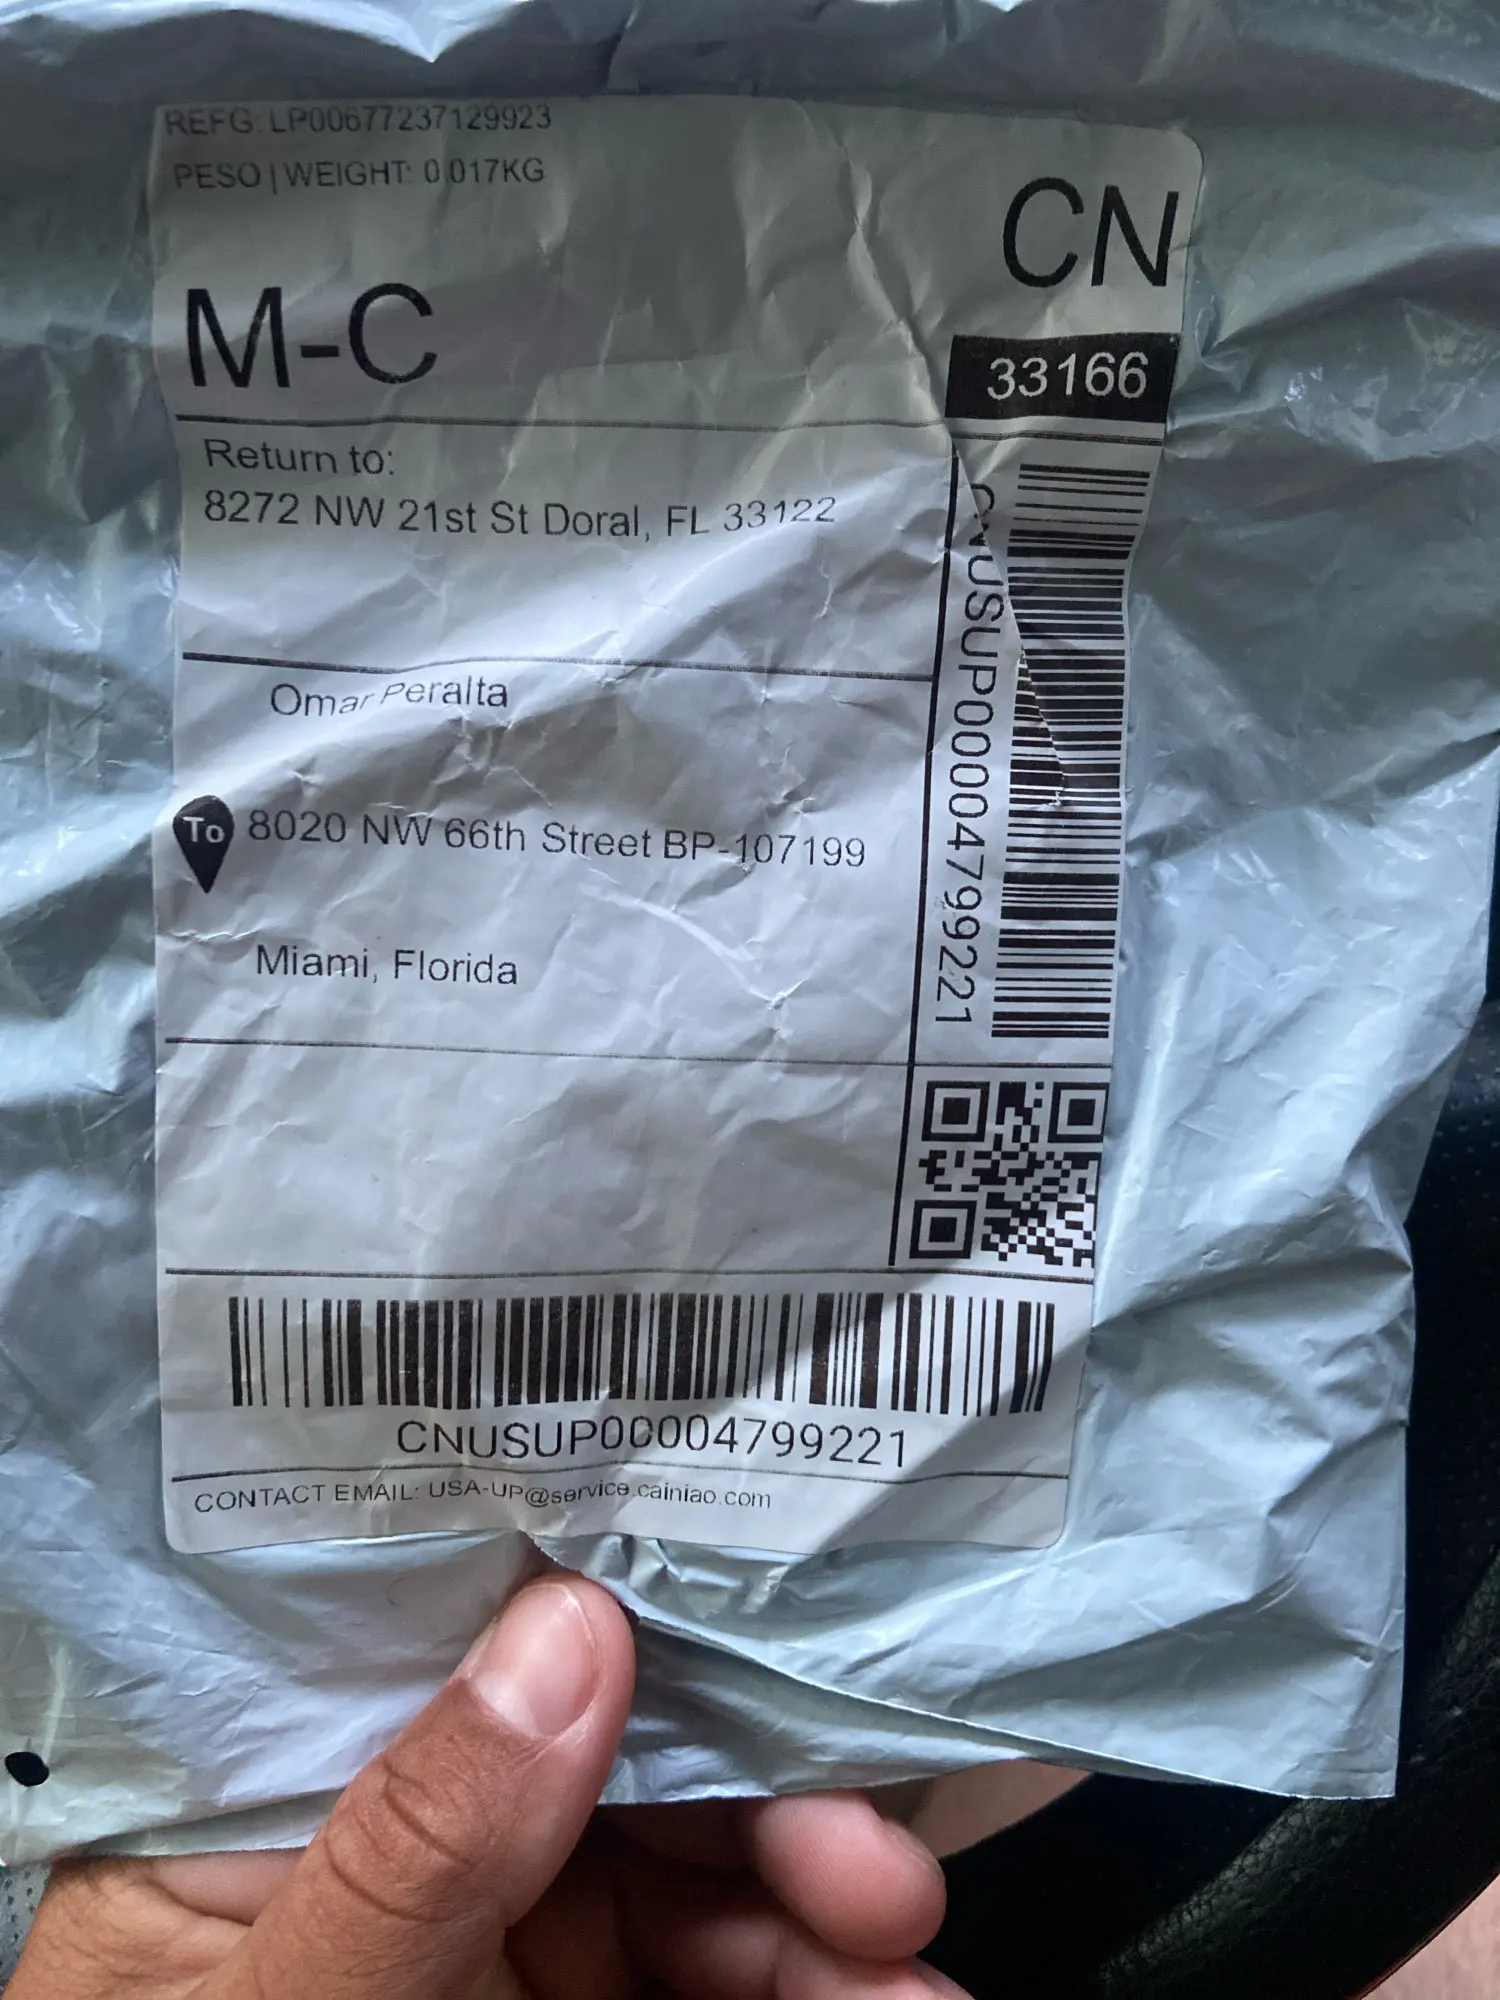 REFG: LP00677237129923
PESO | WEIGHT: 0.017KG
CN
M-C
33166
Return to:
8272 NW 21st St Doral, FL 33122
Omar Peralta
To
8020 NW 66th Street BP-107199
Miami, Florida
CNUSUP00004799221
CNUSUP00004799221
CONTACT EMAIL: USA-UP@service.cainiao.com